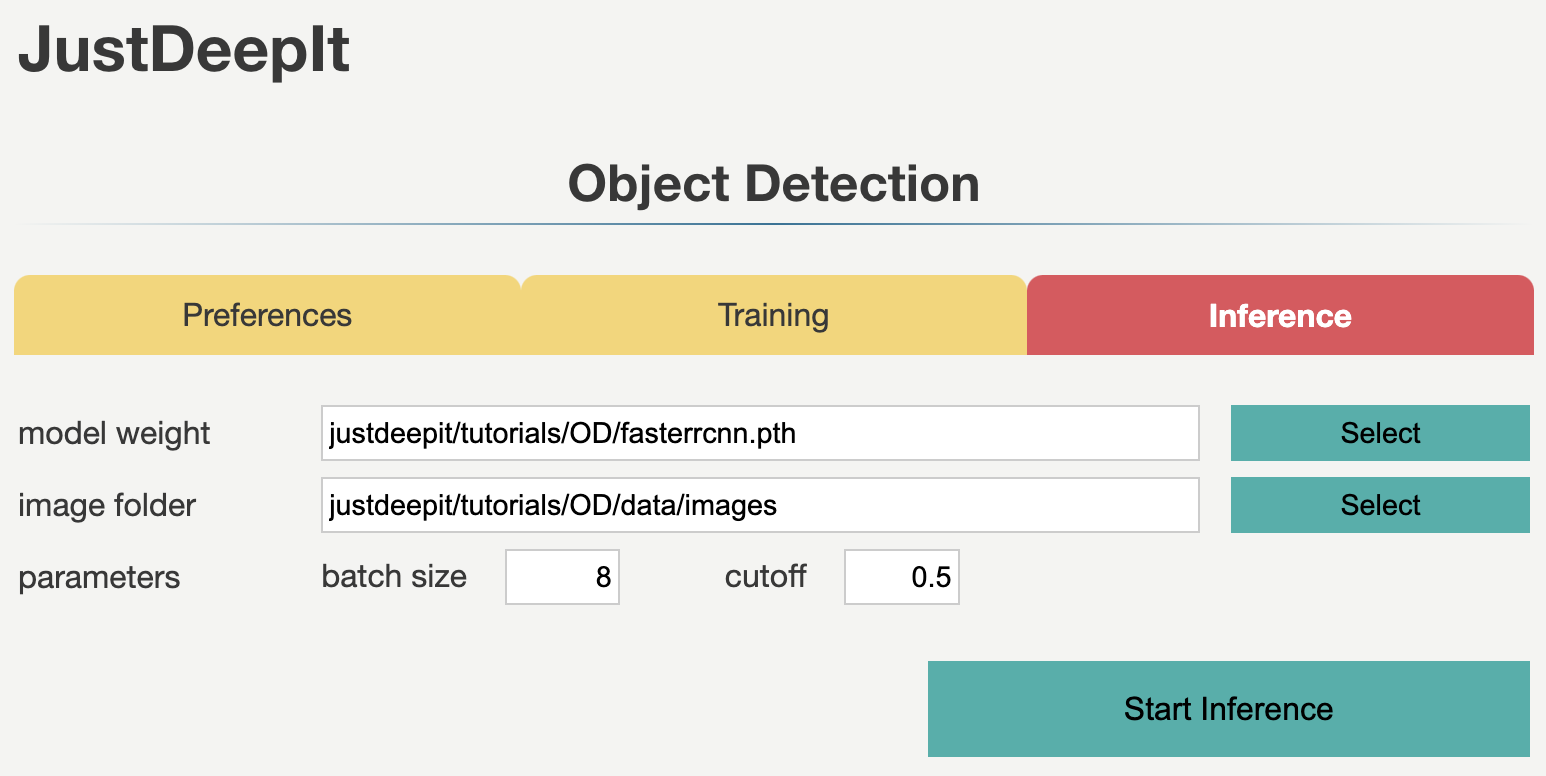 JustDeepIt
Object Detection
Preferences Training Inference
model weight justdeepit/tutorials/OD/fasterrcnn.pth Select
image folder justdeepit/tutorials/OD/data/images Select
parameters batch size 8 cutoff 0.5
Start Inference